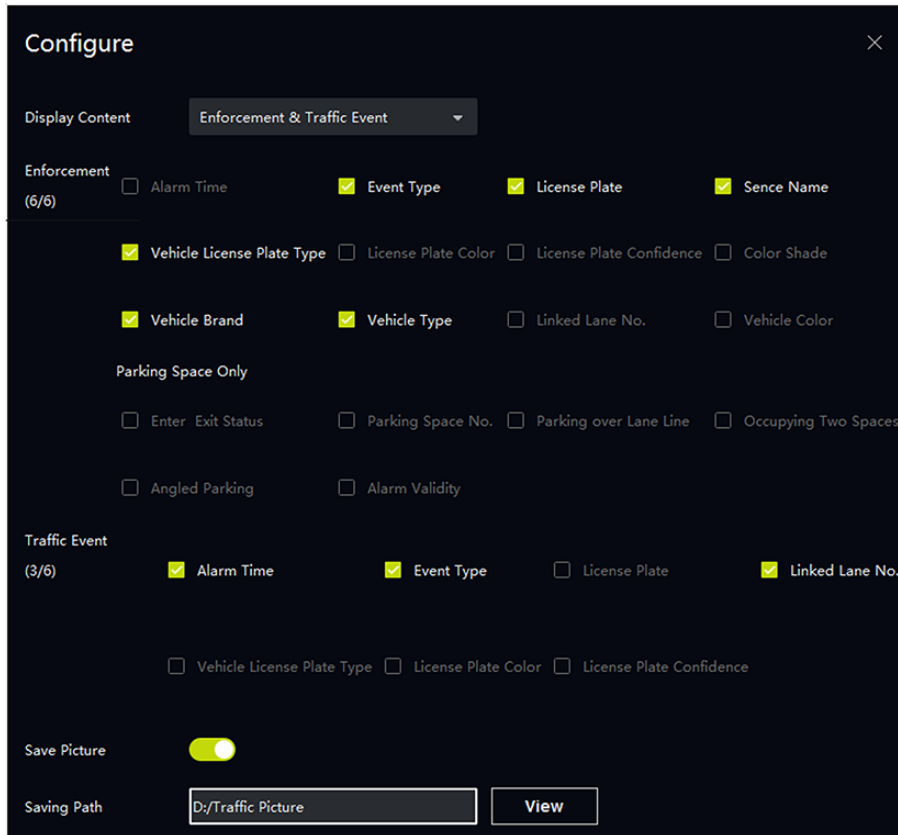 Configure
Display Content Enforcement & Traffic Event
Enforcement
(6/6)
Alarm Time Event Type License Plate Sence Name
Vehicle License Plate Type License Plate Color License Plate Confidence Color Shade
Vehicle Brand Vehicle Type Linked Lane No. Vehicle Color
Parking Space Only
Enter Exit Status Parking Space No. Parking over Lane Line Occupying Two Spaces
Angled Parking Alarm Validity
Traffic Event
(3/6)
Alarm Time Event Type License Plate Linked Lane No.
Vehicle License Plate Type License Plate Color License Plate Confidence
Save Picture
Saving Path D:/Traffic Picture View